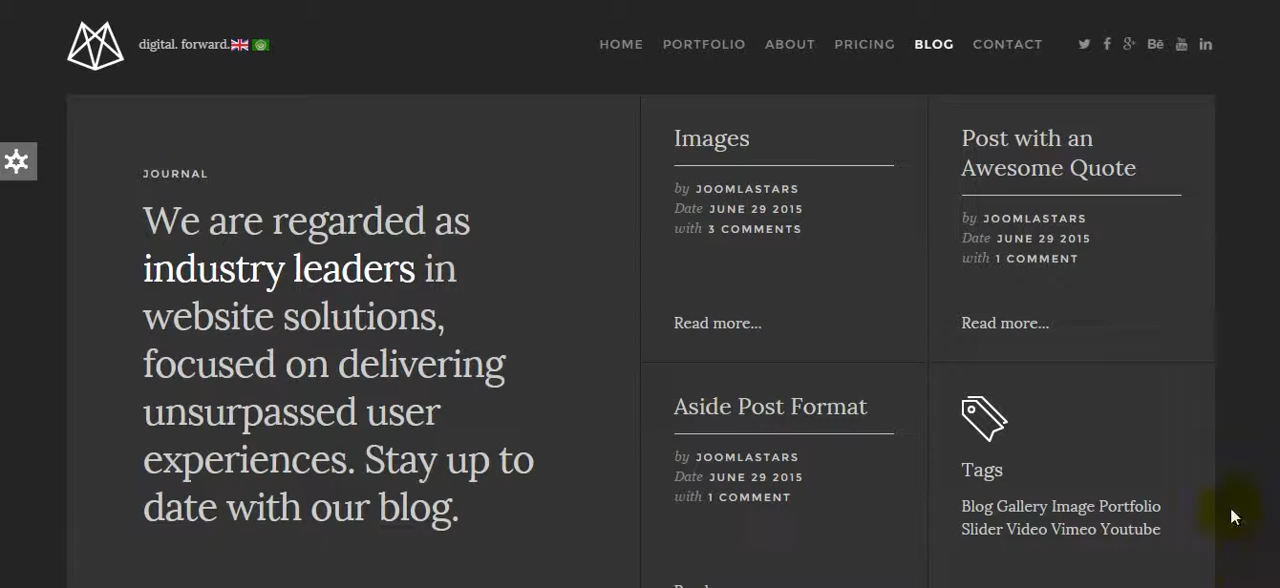 digital. forward.
HOME PORTFOLIO ABOUT PRICING BLOG CONTACT
JOURNAL
We are regarded as
industry leaders in
website solutions,
focused on delivering
unsurpassed user
experiences. Stay up to
date with our blog.
Images
by JOOMLASTARS
Date JUNE 29 2015
with 3 COMMENTS
Read more...
Post with an
Awesome Quote
by JOOMLASTARS
Date JUNE 29 2015
with 1 COMMENT
Read more...
Aside Post Format
by JOOMLASTARS
Date JUNE 29 2015
with 1 COMMENT
Tags
Blog Gallery Image Portfolio
Slider Video Vimeo Youtube